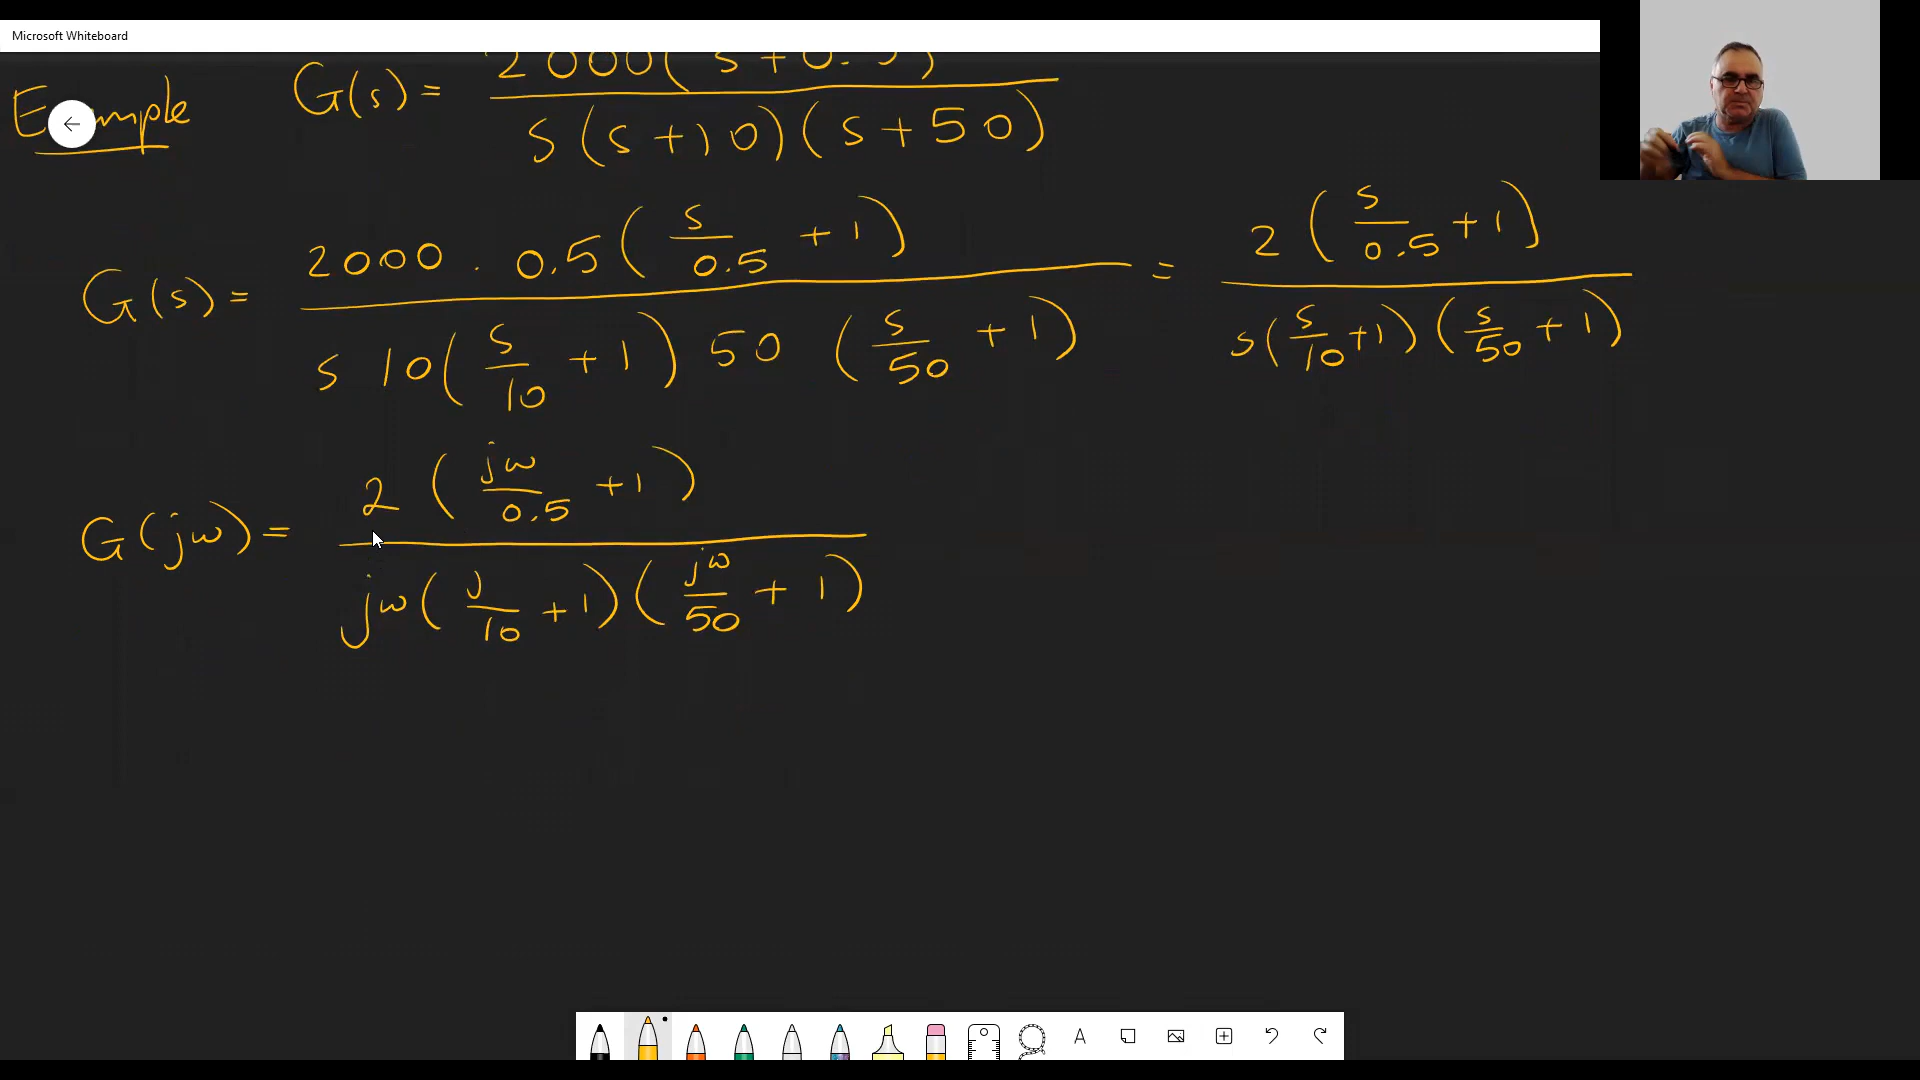 Microsoft Whiteboard
Example
G(s) = 2000(s+0.5) / s(s+10)(s+50)
G(s) = 2000 . 0.5(s/0.5 + 1) / s 10(s/10 + 1) 50 (s/50 + 1) = 2(s/0.5 + 1) / s(s/10 + 1)(s/50 + 1)
G(jω) = 2(jω/0.5 + 1) / jω(j/10 + 1)(jω/50 + 1)
A